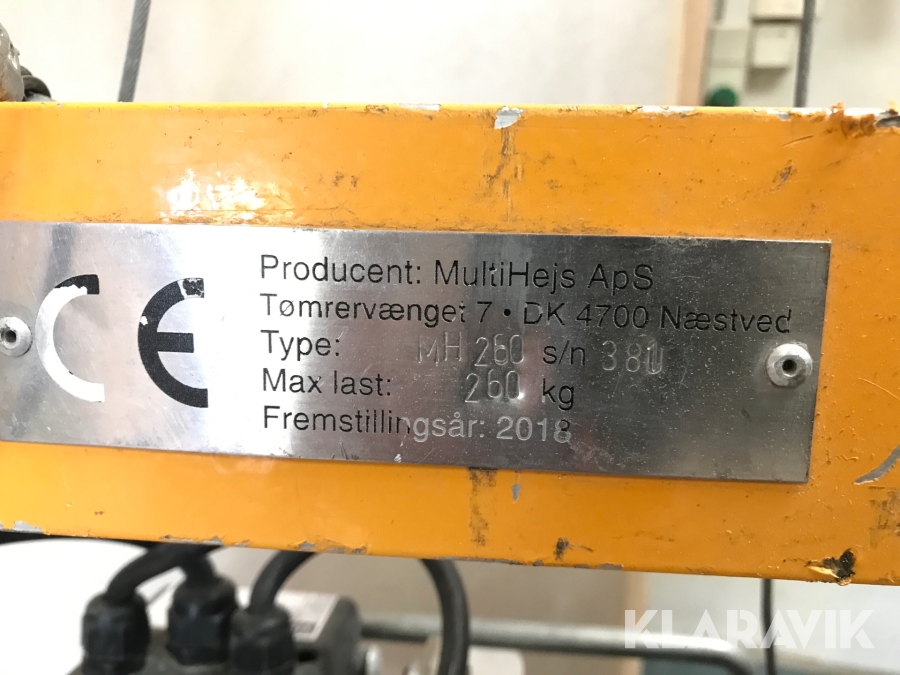 CE
Producent: MultiHejs ApS
Tømrervænget 7 • DK 4700 Næstved
Type: MH 260 s/n
Max last: 260 kg
Fremstillingsår: 2018
KLARAVIK